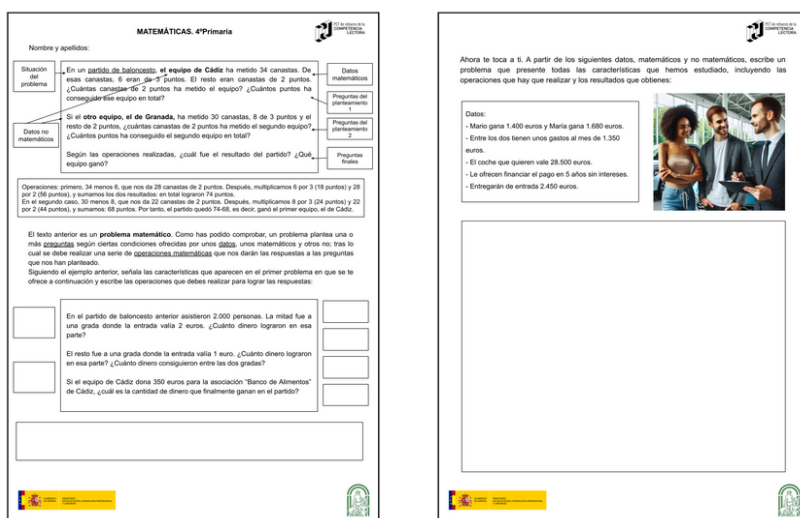 MATEMÁTICAS. 4ºPrimaria
PCT de refuerzo de la
COMPETENCIA
LECTORA
Nombre y apellidos:
Situación
del
problema
Datos no
matemáticos
En un partido de baloncesto, el equipo de Cádiz ha metido 34 canastas. De
esas canastas, 6 eran de 3 puntos. El resto eran canastas de 2 puntos.
¿Cuántas canastas de 2 puntos ha metido el equipo? ¿Cuántos puntos ha
conseguido ese equipo en total?
Si el otro equipo, el de Granada, ha metido 30 canastas, 8 de 3 puntos y el
resto de 2 puntos, ¿cuántas canastas de 2 puntos ha metido el segundo equipo?
¿Cuántos puntos ha conseguido el segundo equipo en total?
Según las operaciones realizadas, ¿cuál fue el resultado del partido? ¿Qué
equipo ganó?
Datos
matemáticos
Preguntas del
planteamiento
1
Preguntas del
planteamiento
2
Preguntas
finales
Operaciones: primero, 34 menos 6, que nos da 28 canastas de 2 puntos. Después, multiplicamos 6 por 3 (18 puntos) y 28
por 2 (56 puntos), y sumamos los dos resultados: en total lograron 74 puntos.
En el segundo caso, 30 menos 8, que nos da 22 canastas de 2 puntos. Después, multiplicamos 8 por 3 (24 puntos) y 22
por 2 (44 puntos), y sumamos: 68 puntos. Por tanto, el partido quedó 74-68, es decir, ganó el primer equipo, el de Cádiz.
El texto anterior es un problema matemático. Como has podido comprobar, un problema plantea una o
más preguntas según ciertas condiciones ofrecidas por unos datos, unos matemáticos y otros no; tras lo
cual se debe realizar una serie de operaciones matemáticas que nos darán las respuestas a las preguntas
que nos han planteado.
Siguiendo el ejemplo anterior, señala las características que aparecen en el primer problema en que se te
ofrece a continuación y escribe las operaciones que debes realizar para lograr las respuestas:
En el partido de baloncesto anterior asistieron 2.000 personas. La mitad fue a
una grada donde la entrada valía 2 euros. ¿Cuánto dinero lograron en esa
parte?
El resto fue a una grada donde la entrada valía 1 euro. ¿Cuánto dinero lograron
en esa parte? ¿Cuánto dinero consiguieron entre las dos gradas?
Si el equipo de Cádiz dona 350 euros para la asociación "Banco de Alimentos"
de Cádiz, ¿cuál es la cantidad de dinero que finalmente ganan en el partido?
PCT de refuerzo de la
COMPETENCIA
LECTORA
Ahora te toca a ti. A partir de los siguientes datos, matemáticos y no matemáticos, escribe un
problema que presente todas las características que hemos estudiado, incluyendo las
operaciones que hay que realizar y los resultados que obtienes:
Datos:
- Mario gana 1.400 euros y María gana 1.680 euros.
- Entre los dos tienen unos gastos al mes de 1.350
euros.
- El coche que quieren vale 28.500 euros.
- Le ofrecen financiar el pago en 5 años sin intereses.
- Entregarán de entrada 2.450 euros.